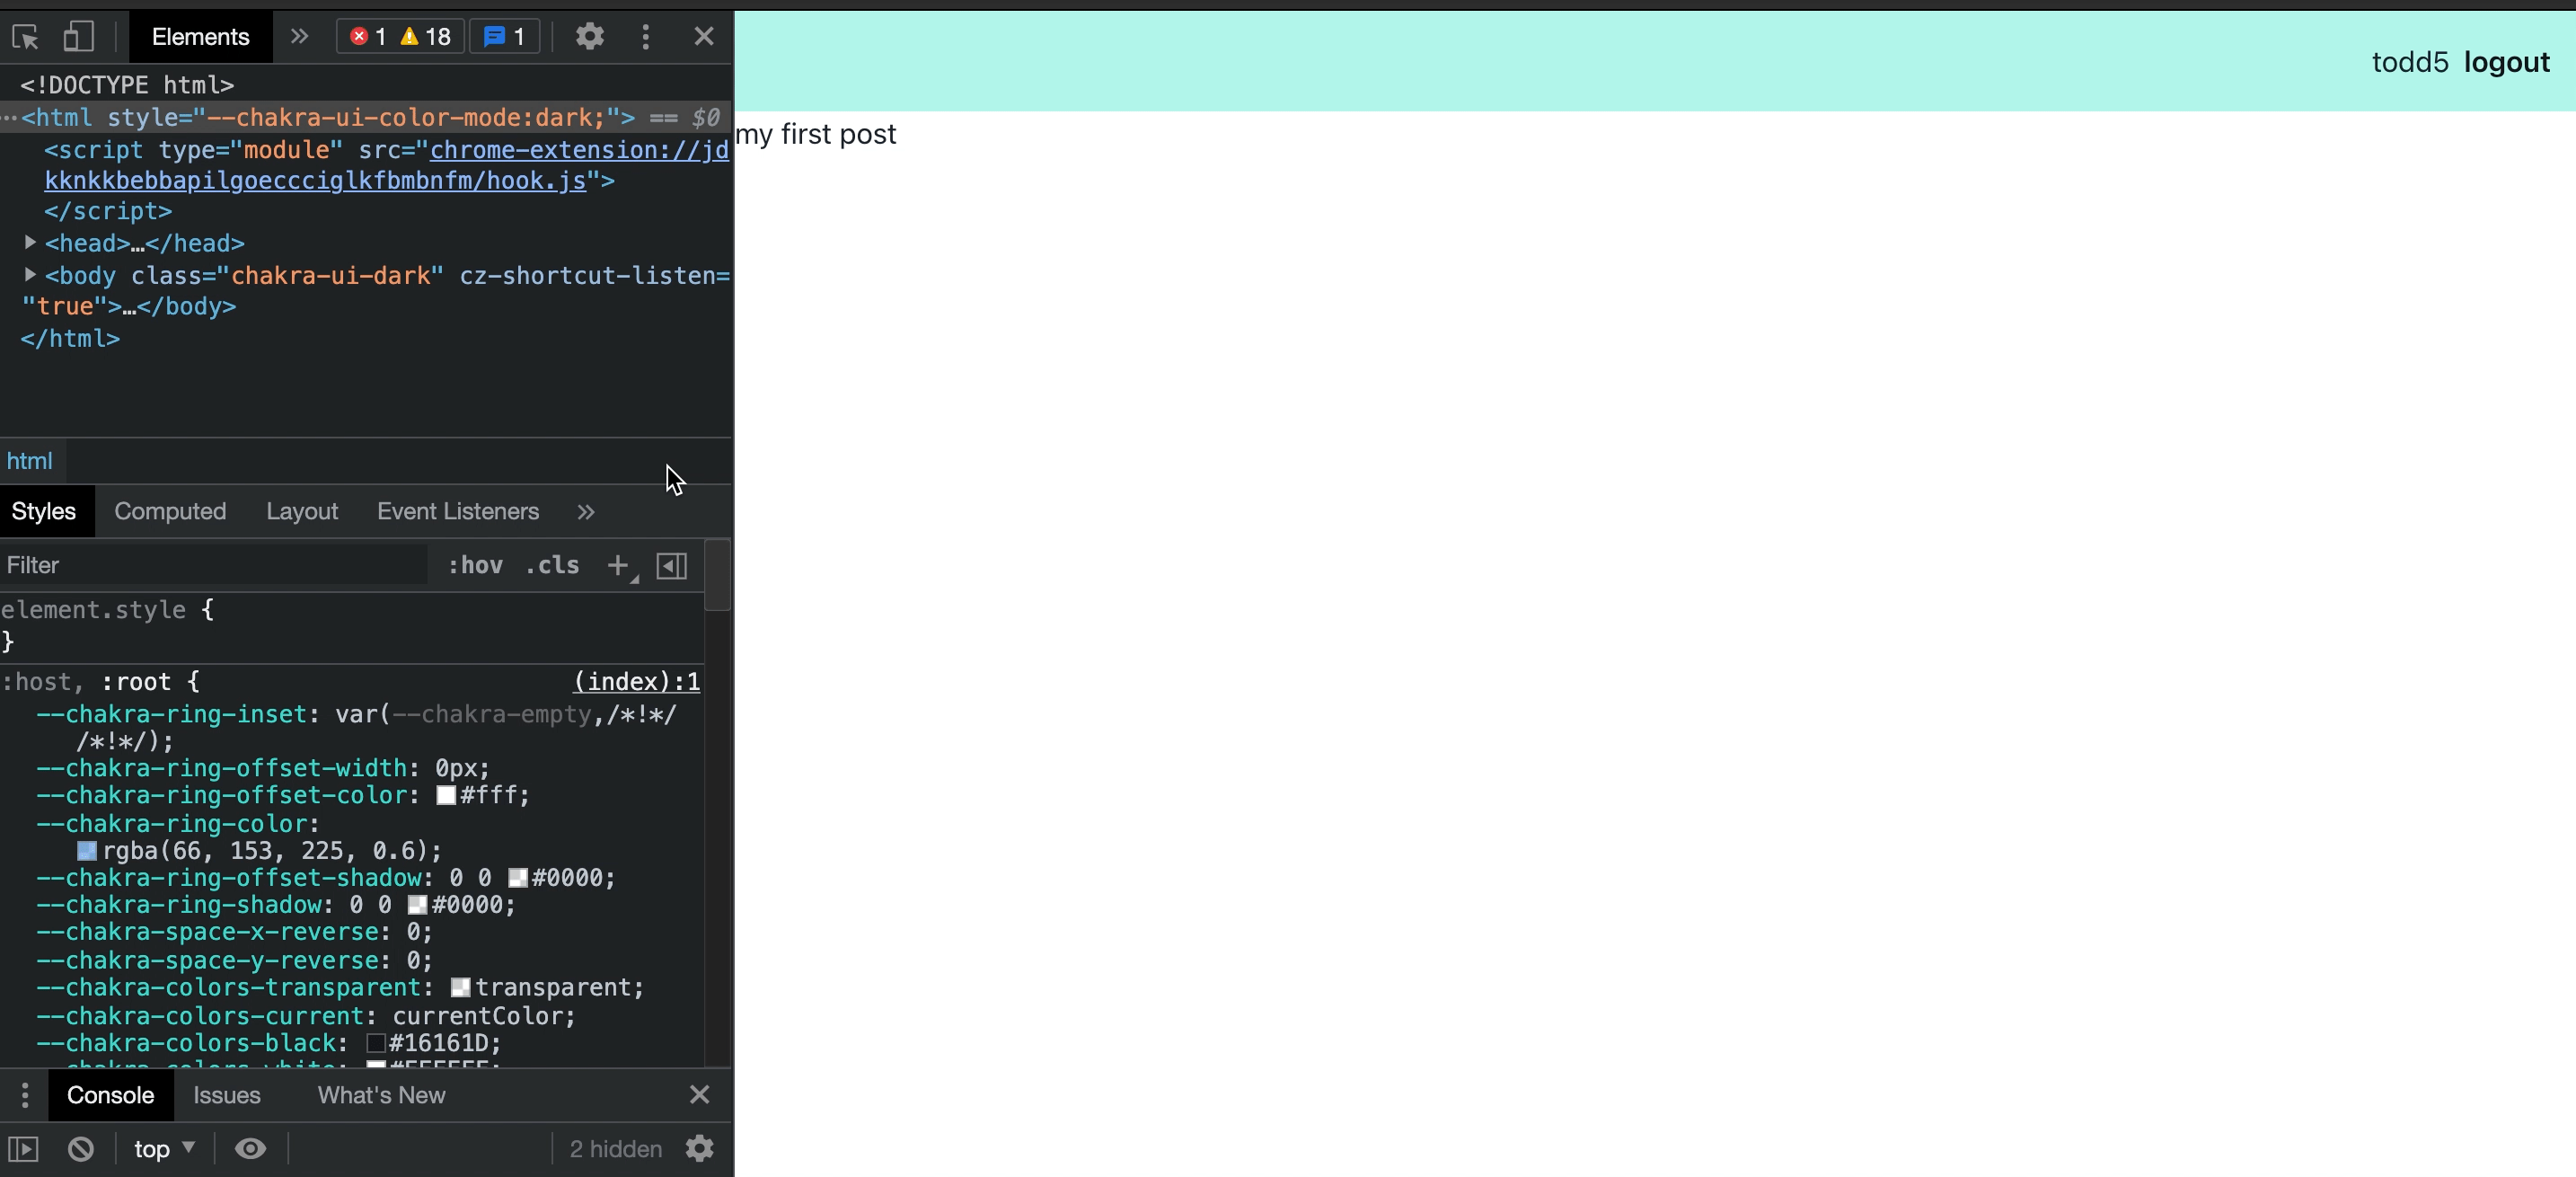 Elements
1
18
1
<!DOCTYPE html>
…<html style="--chakra-ui-color-mode:dark;"> == $0
<script type="module" src="chrome-extension://jd
kknkkbebbapilgoeccciglkfbmbnfm/hook.js">
</script>
<head>…</head>
<body class="chakra-ui-dark" cz-shortcut-listen=
"true">…</body>
</html>
html
Styles Computed Layout Event Listeners
Filter :hov .cls
element.style {
}
:host, :root { (index):1
--chakra-ring-inset: var(--chakra-empty,/*!*/
/*!*/);
--chakra-ring-offset-width: 0px;
--chakra-ring-offset-color: #fff;
--chakra-ring-color:
rgba(66, 153, 225, 0.6);
--chakra-ring-offset-shadow: 0 0 #0000;
--chakra-ring-shadow: 0 0 #0000;
--chakra-space-x-reverse: 0;
--chakra-space-y-reverse: 0;
--chakra-colors-transparent: transparent;
--chakra-colors-current: currentColor;
--chakra-colors-black: #16161D;
Console Issues What's New
top 2 hidden
todd5 logout
my first post